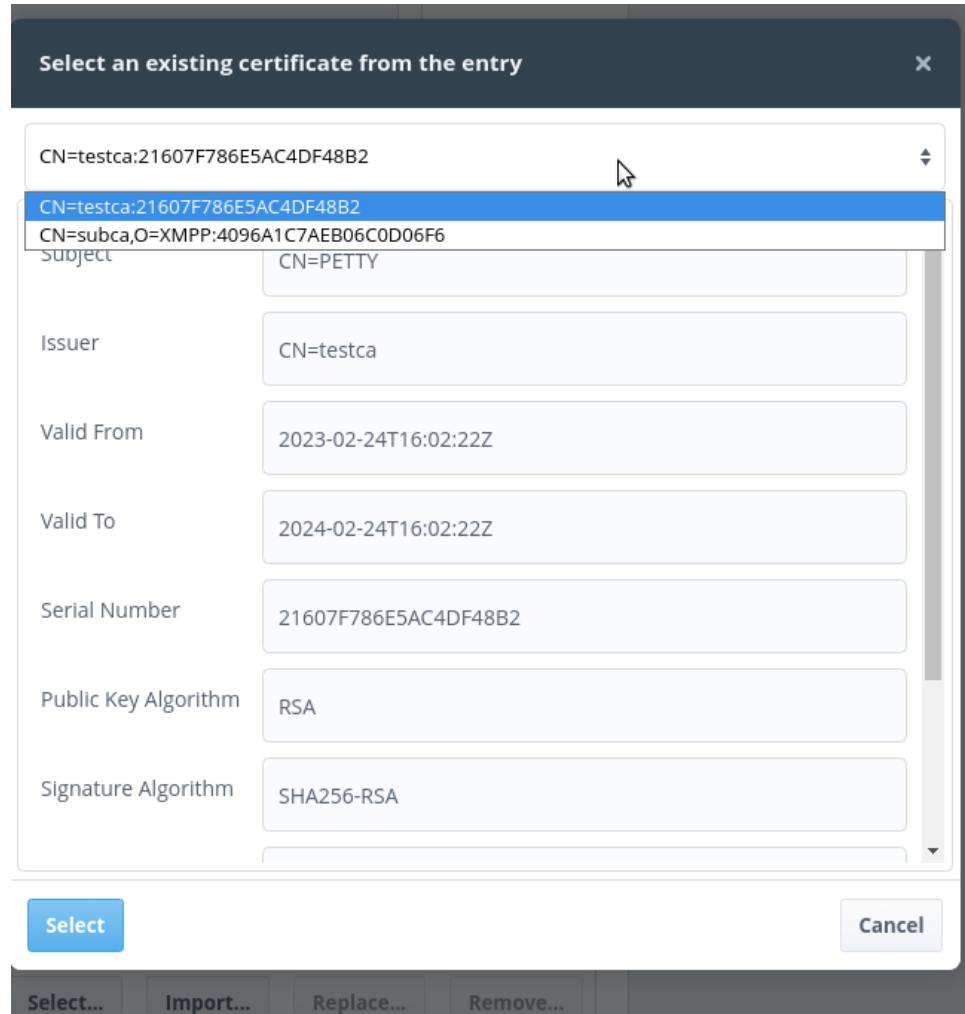 Select an existing certificate from the entry ×
CN=testca:21607F786E5AC4DF48B2
CN=testca:21607F786E5AC4DF48B2
CN=subca,O=XMPP:4096A1C7AEB06C0D06F6
Subject
CN=PETTY
Issuer
CN=testca
Valid From
2023-02-24T16:02:22Z
Valid To
2024-02-24T16:02:22Z
Serial Number
21607F786E5AC4DF48B2
Public Key Algorithm
RSA
Signature Algorithm
SHA256-RSA
Select
Cancel
Select...
Import...
Replace...
Remove...